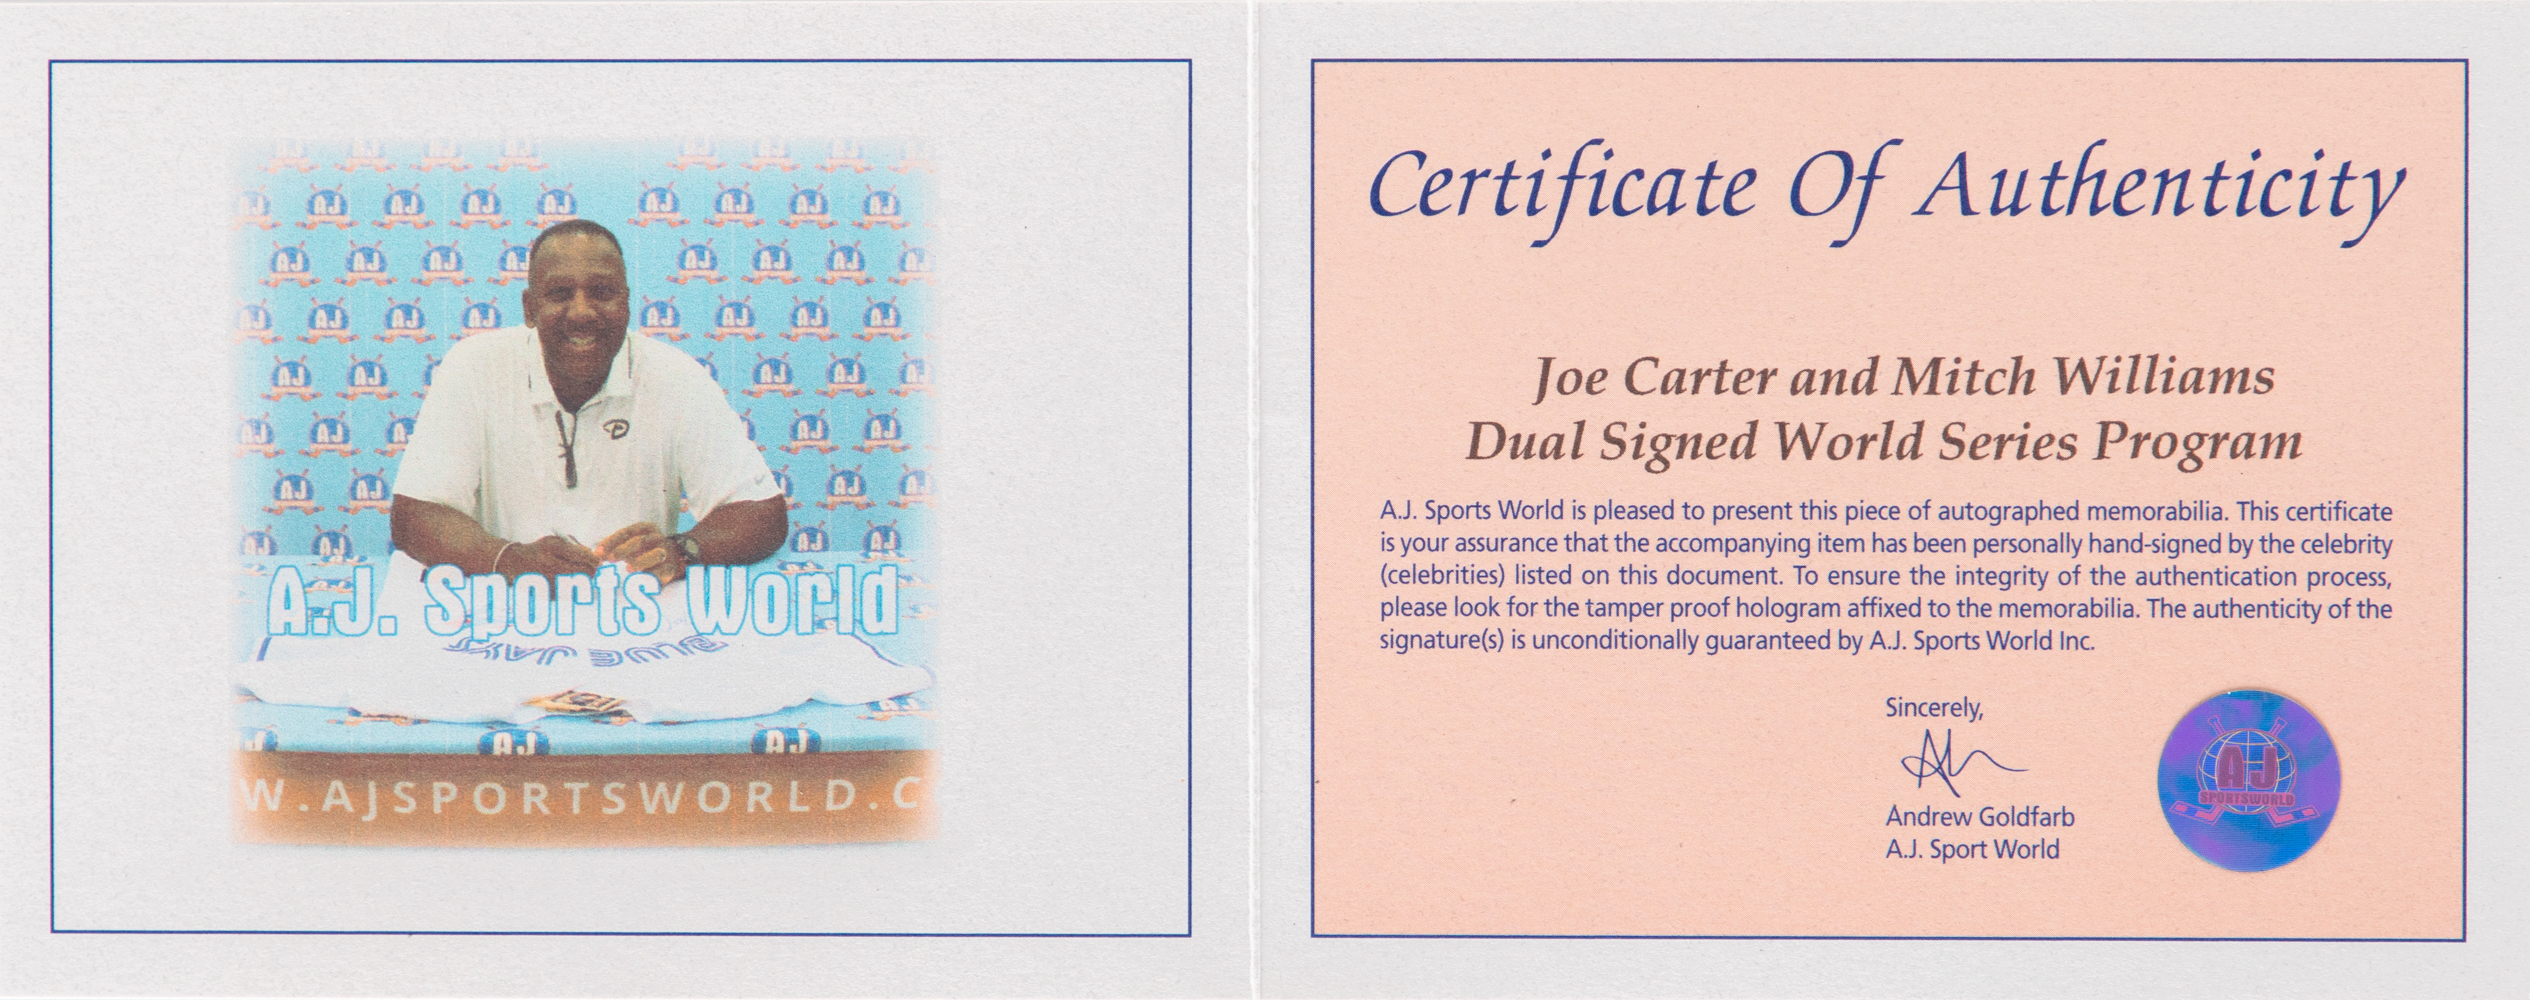 A.J. Sports World
BLUE JAYS
AJ AJ
W.AJSPORTSWORLD.C
Certificate Of Authenticity
Joe Carter and Mitch Williams
Dual Signed World Series Program
A.J. Sports World is pleased to present this piece of autographed memorabilia. This certificate
is your assurance that the accompanying item has been personally hand-signed by the celebrity
(celebrities) listed on this document. To ensure the integrity of the authentication process,
please look for the tamper proof hologram affixed to the memorabilia. The authenticity of the
signature(s) is unconditionally guaranteed by A.J. Sports World Inc.
Sincerely,
Andrew Goldfarb
A.J. Sport World
AJ
SPORTSWORLD